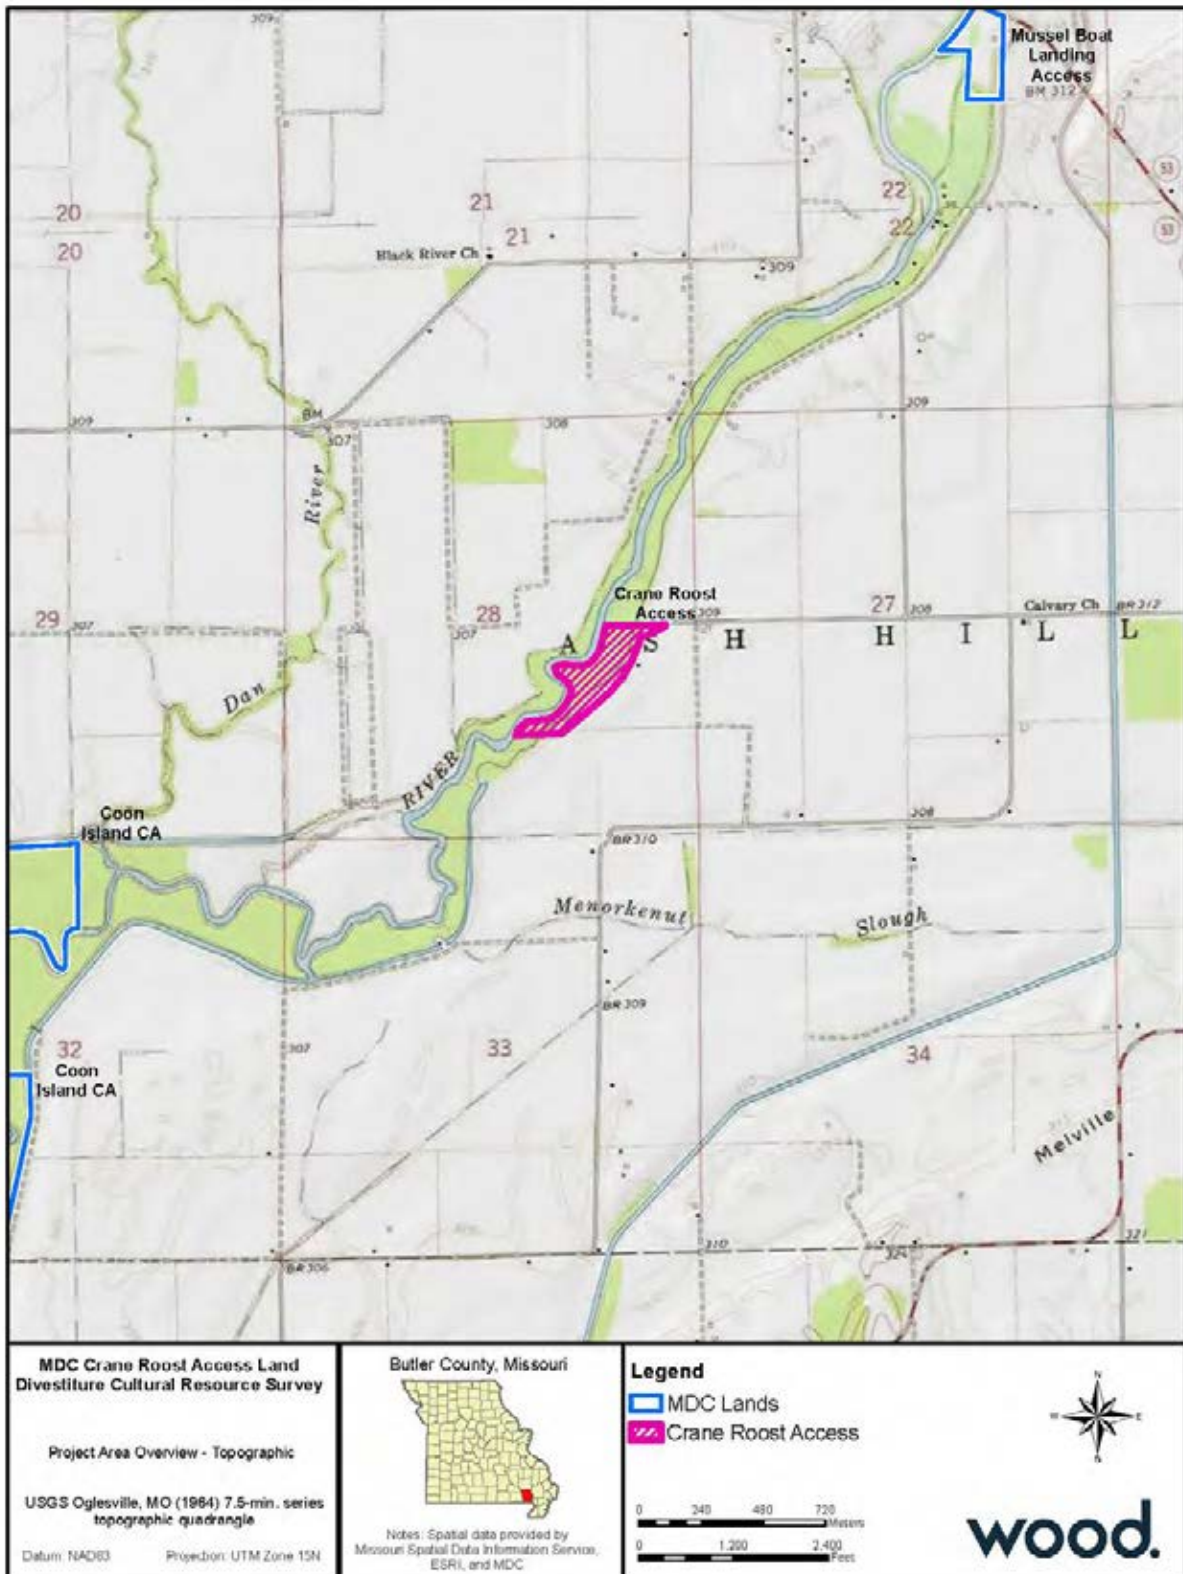 309
Mussel Boat
Landing
Access
BM 312
53
53
20
20
21
21
22
22
Black River Ch
309
309
BM
307
308
309
River
Crane Roost
Access
309
27
308
Calvary Ch
BR 312
29
307
28
307
A S H H I L L
Dan
RIVER
Coon
Island CA
308
BR 310
Menorkenut
Slough
BR 309
32
307
33
34
Coon
Island CA
Melville
BR 306
310
324
321
MDC Crane Roost Access Land
Divestiture Cultural Resource Survey
Project Area Overview - Topographic
USGS Oglesville, MO (1964) 7.5-min. series
topographic quadrangle
Datum: NAD83
Projection: UTM Zone 15N
Butler County, Missouri
Notes: Spatial data provided by
Missouri Spatial Data Information Service,
ESRI, and MDC
Legend
MDC Lands
Crane Roost Access
N
W E
0 240 480 720
Meters
0 1,200 2,400
Feet
wood.